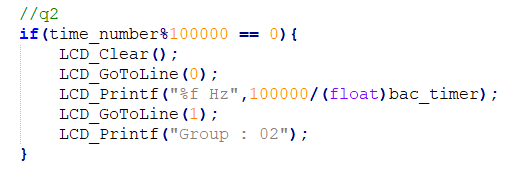 //q2
if(time_number%100000 == 0){
    LCD_Clear();
    LCD_GoToLine(0);
    LCD_Printf("%f Hz",100000/(float)bac_timer);
    LCD_GoToLine(1);
    LCD_Printf("Group : 02");
}